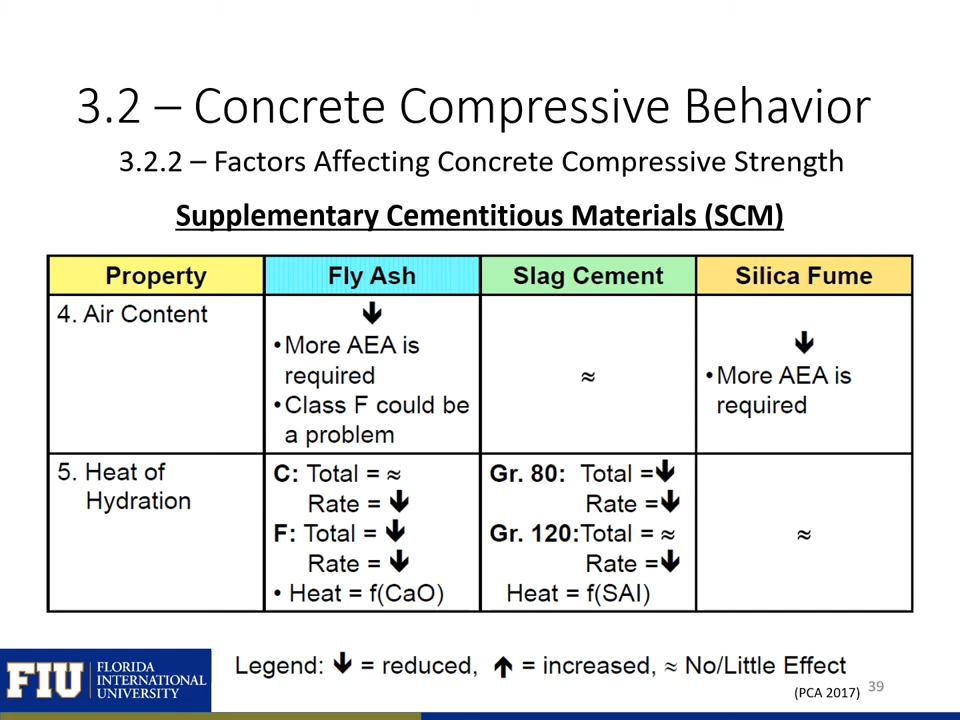 3.2 – Concrete Compressive Behavior
3.2.2 – Factors Affecting Concrete Compressive Strength
Supplementary Cementitious Materials (SCM)
Property
Fly Ash
Slag Cement
Silica Fume
4. Air Content
↓
• More AEA is
required
• Class F could be
a problem
≈
↓
• More AEA is
required
5. Heat of
Hydration
C: Total = ≈
Rate = ↓
F: Total = ↓
Rate = ↓
• Heat = f(CaO)
Gr. 80: Total = ↓
Rate = ↓
Gr. 120: Total = ≈
Rate = ↓
Heat = f(SAI)
≈
Legend: ↓ = reduced, ↑ = increased, ≈ No/Little Effect
(PCA 2017)
39
FIU
FLORIDA
INTERNATIONAL
UNIVERSITY